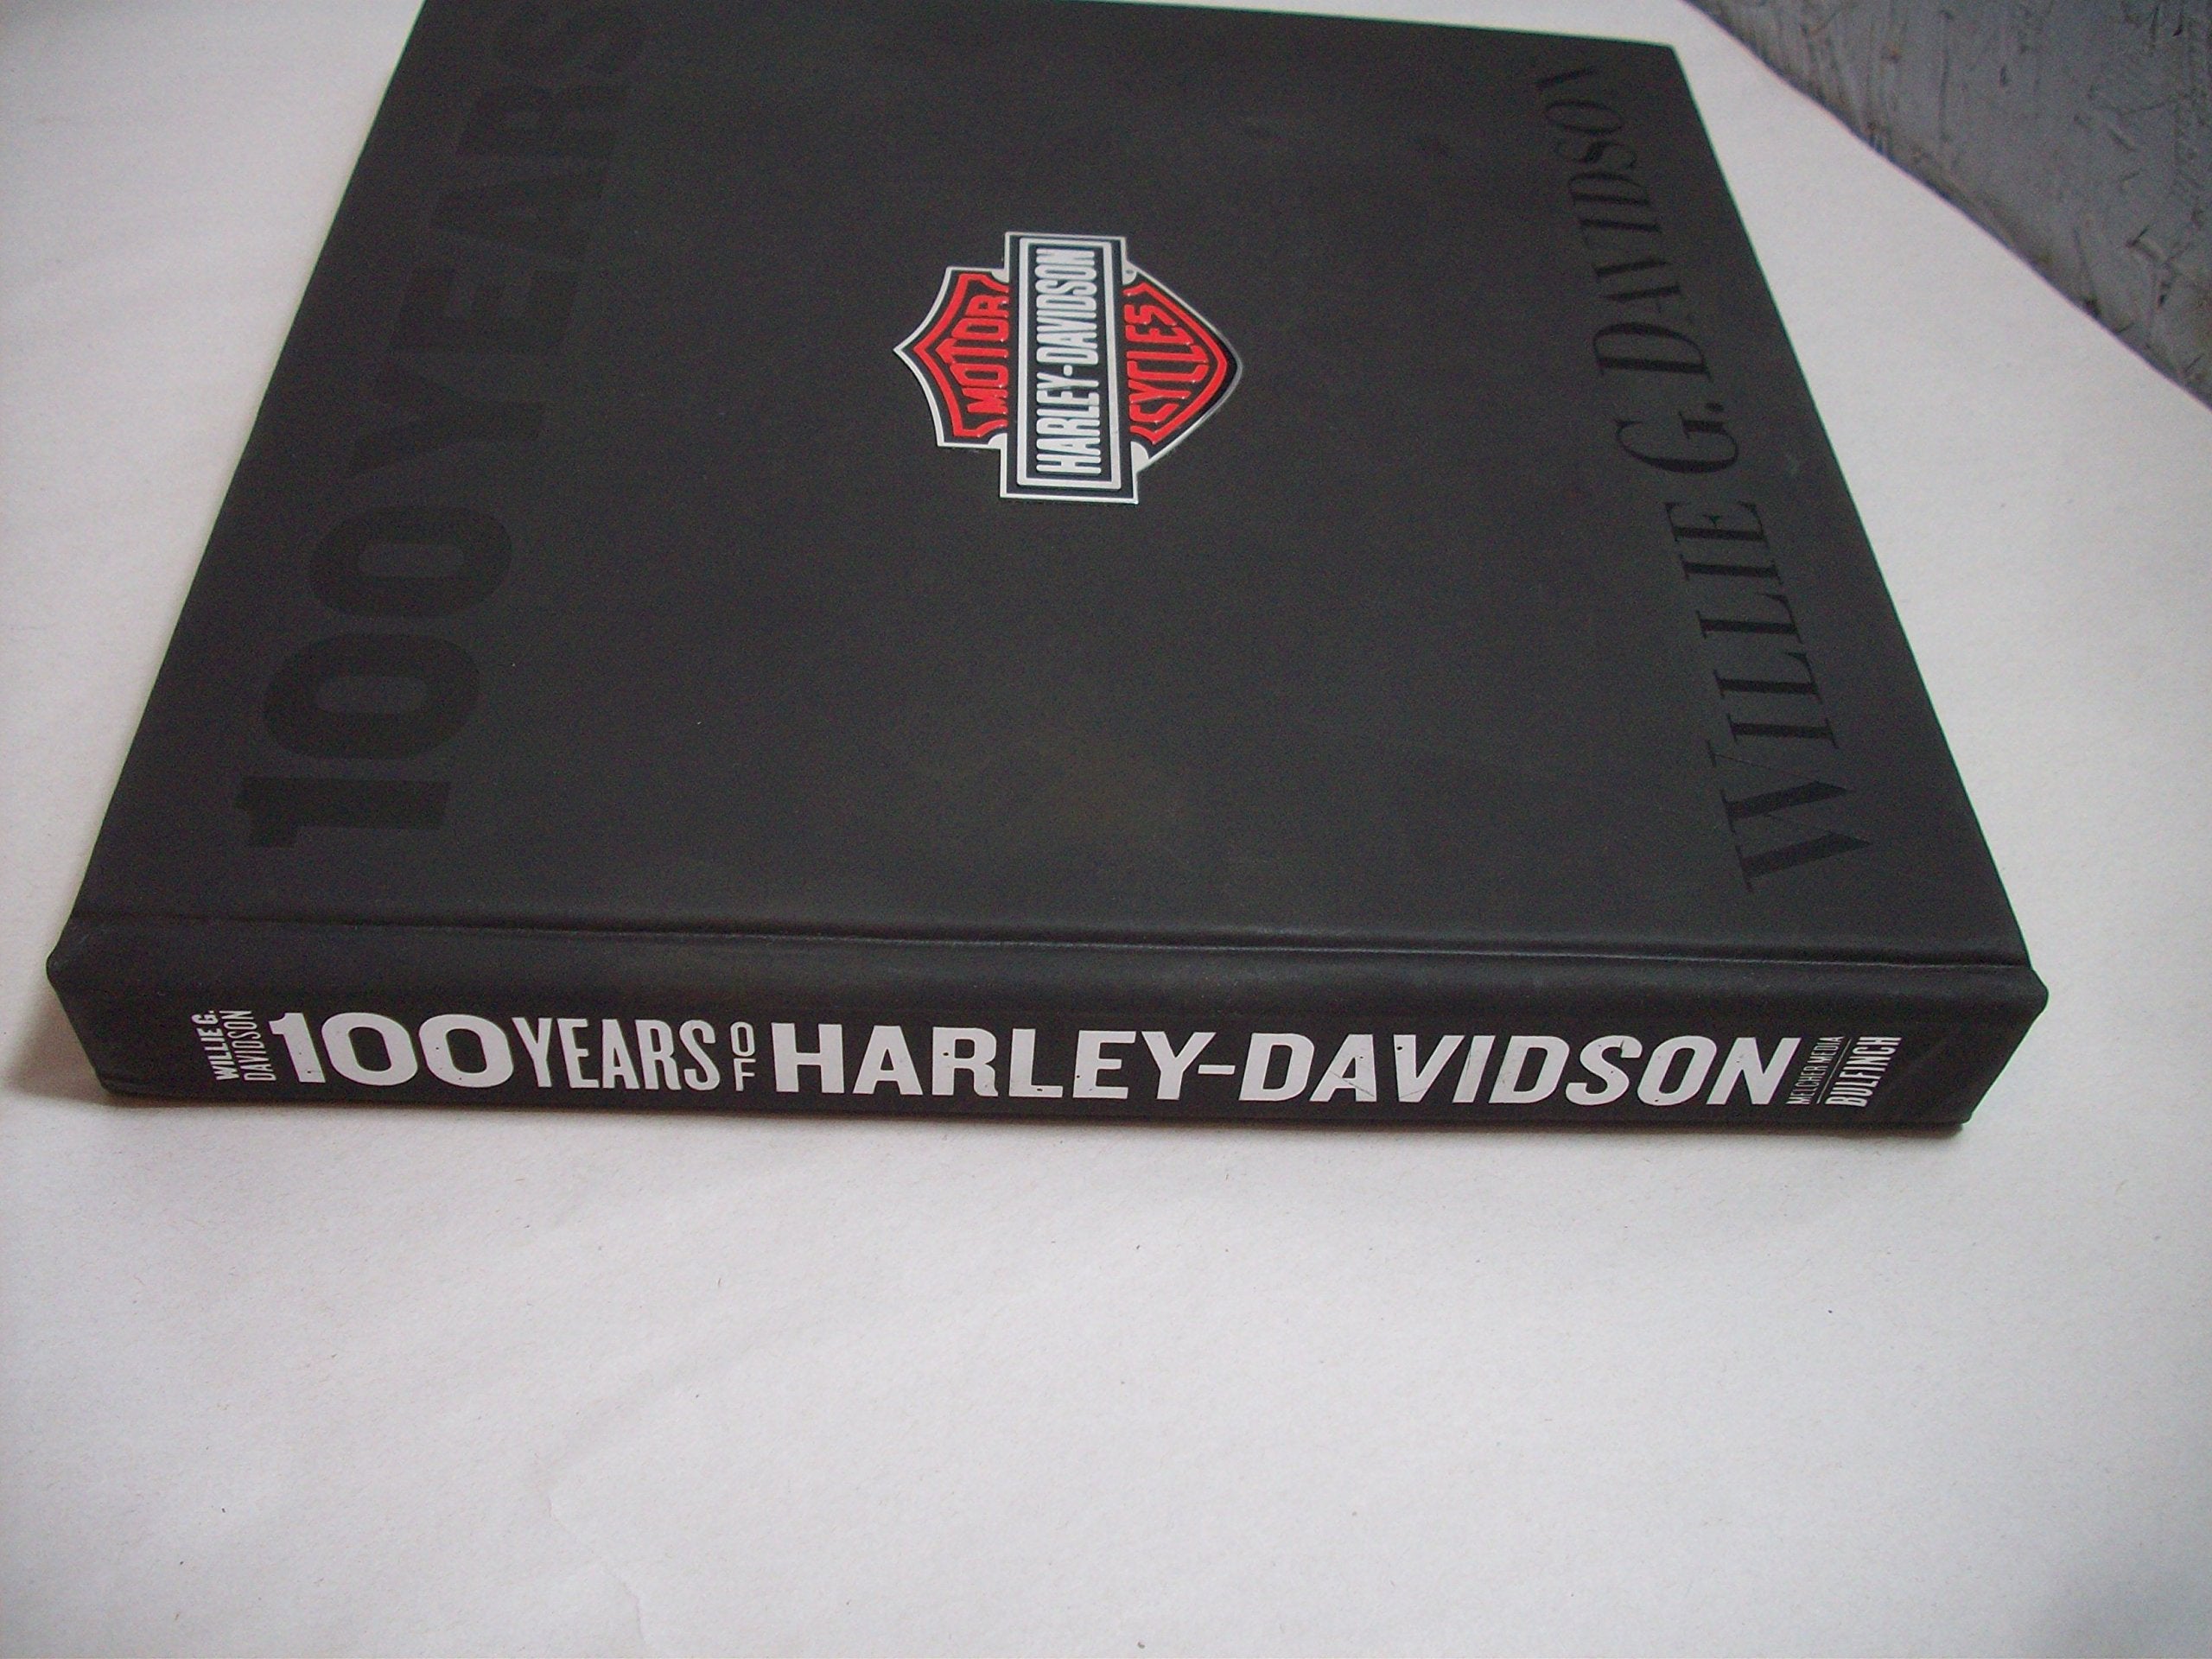 100 YEARS
MOTOR
HARLEY-DAVIDSON
CYCLES
WILLIE G. DAVIDSON
WILLIE G.
DAVIDSON
100 YEARS OF HARLEY-DAVIDSON
MELCHER MEDIA
BULFINCH